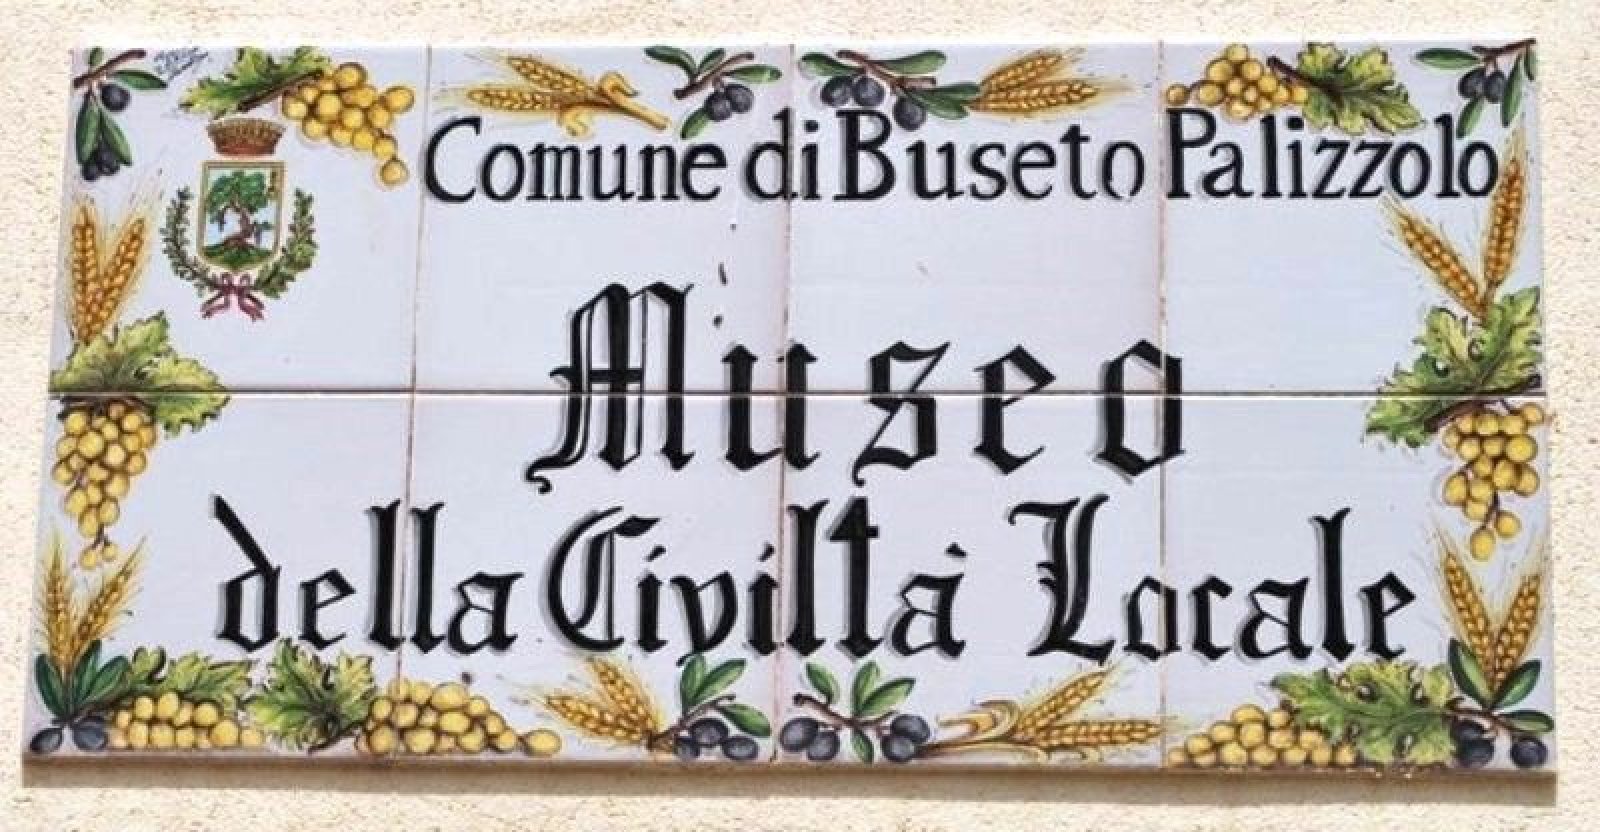 Comune di Buseto Palizzolo
Museo
della Civiltà Locale